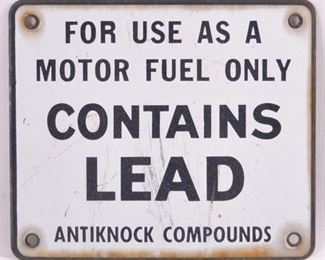 FOR USE AS A
MOTOR FUEL ONLY
CONTAINS
LEAD
ANTIKNOCK COMPOUNDS